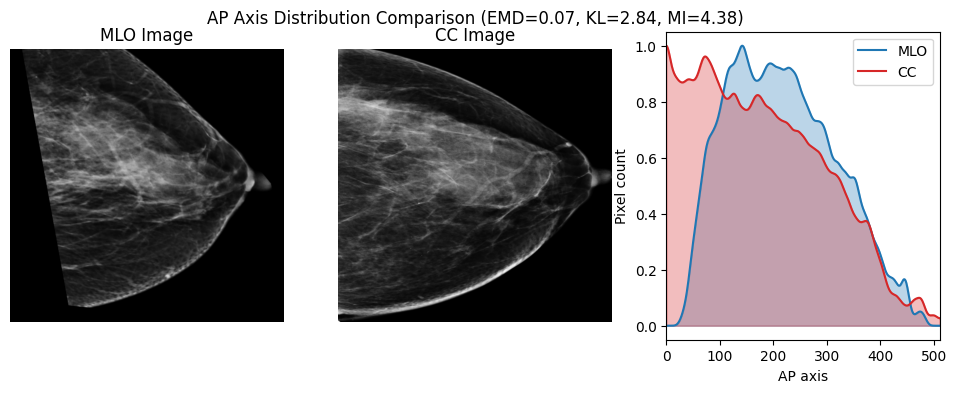 AP Axis Distribution Comparison (EMD=0.07, KL=2.84, MI=4.38)
MLO Image
CC Image
MLO
CC
Pixel count
1.0
0.8
0.6
0.4
0.2
0.0
0 100 200 300 400 500
AP axis